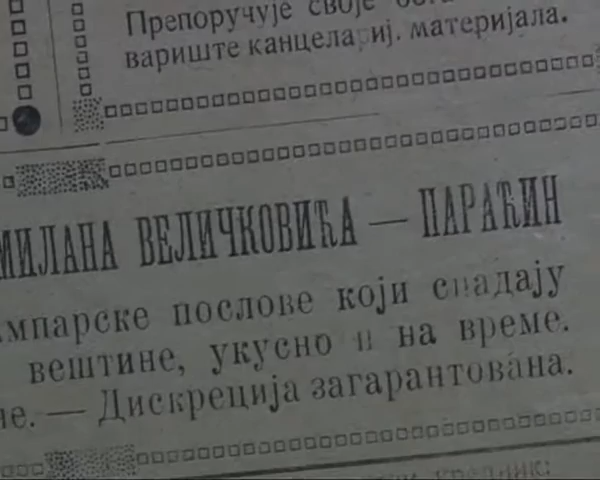 Препоручује своје
вариште канцелариј. материјала.
МИЛАНА ВЕЛИЧКОВИЋА — ПАРАЋИН
мпарске послове који спадају
вештине, укусно и на време.
не. — Дискреција загарантована.